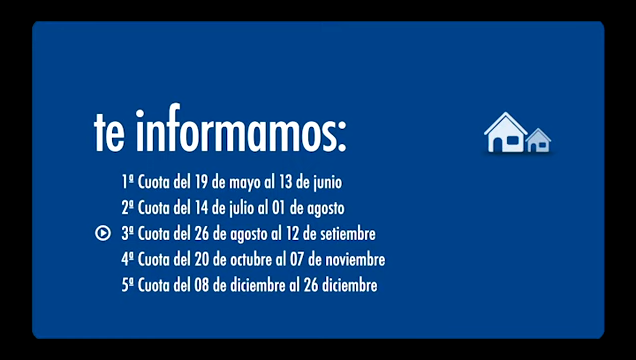 te informamos:
1ª Cuota del 19 de mayo al 13 de junio
2ª Cuota del 14 de julio al 01 de agosto
3ª Cuota del 26 de agosto al 12 de setiembre
4ª Cuota del 20 de octubre al 07 de noviembre
5ª Cuota del 08 de diciembre al 26 diciembre